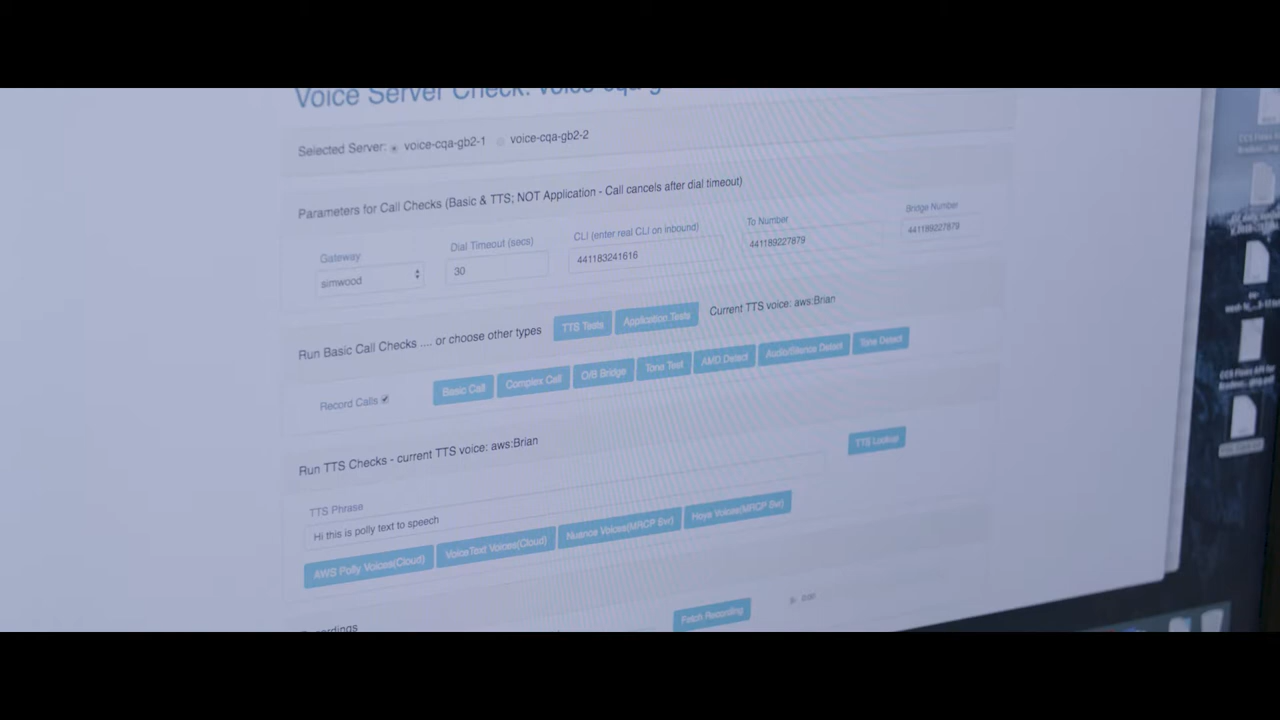 Voice Server Check: voice-cqa-g
Selected Server: voice-cqa-gb2-1 voice-cqa-gb2-2
Parameters for Call Checks (Basic & TTS; NOT Application - Call cancels after dial timeout)
Gateway Dial Timeout (secs) CLI (enter real CLI on inbound) To Number Bridge Number
simwood 30 441183241616 441189227879 441189227879
Run Basic Call Checks .... or choose other types TTS Tests Application Tests Current TTS voice: aws:Brian
Record Calls Basic Call Complex Call O/B Bridge Tone Test AMD Detect Audio/Silence Detect Tone Detect
Run TTS Checks - current TTS voice: aws:Brian TTS Lookup
TTS Phrase
Hi this is polly text to speech
AWS Polly Voices(Cloud) VoiceText Voices(Cloud) Nuance Voices(MRCP Svr) Hoya Voices(MRCP Svr)
Fetch Recording